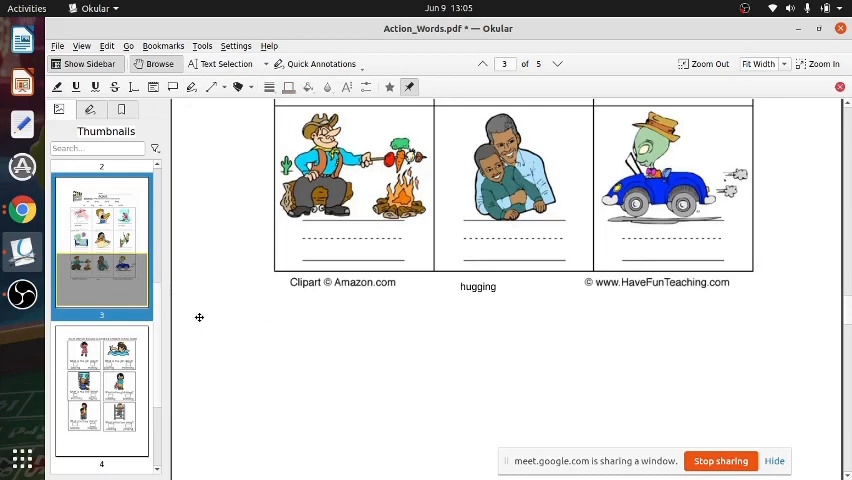 Activities Okular Jun 9 13:05
Action_Words.pdf * — Okular
File View Edit Go Bookmarks Tools Settings Help
Show Sidebar Browse Text Selection Quick Annotations 3 of 5 Zoom Out Fit Width Zoom In
Thumbnails
Search...
2
3
4
Clipart © Amazon.com
hugging
© www.HaveFunTeaching.com
meet.google.com is sharing a window. Stop sharing Hide